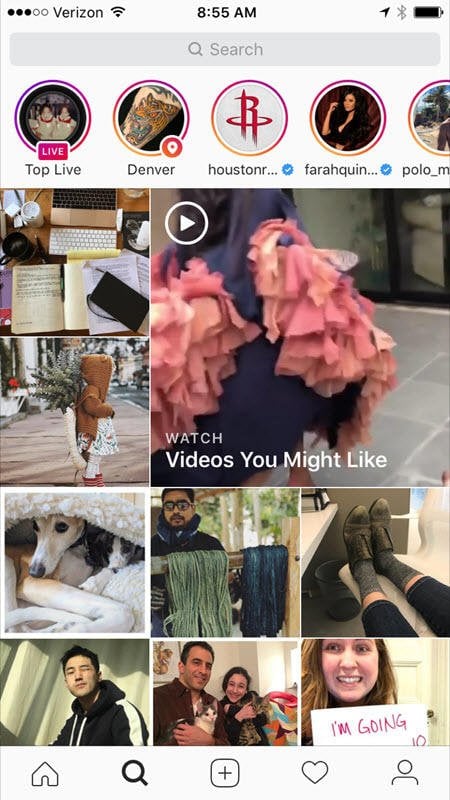 Verizon
8:55 AM
Search
LIVE
Top Live
Denver
houstonr...
farahquin...
polo_m
WATCH
Videos You Might Like
I'M GOING